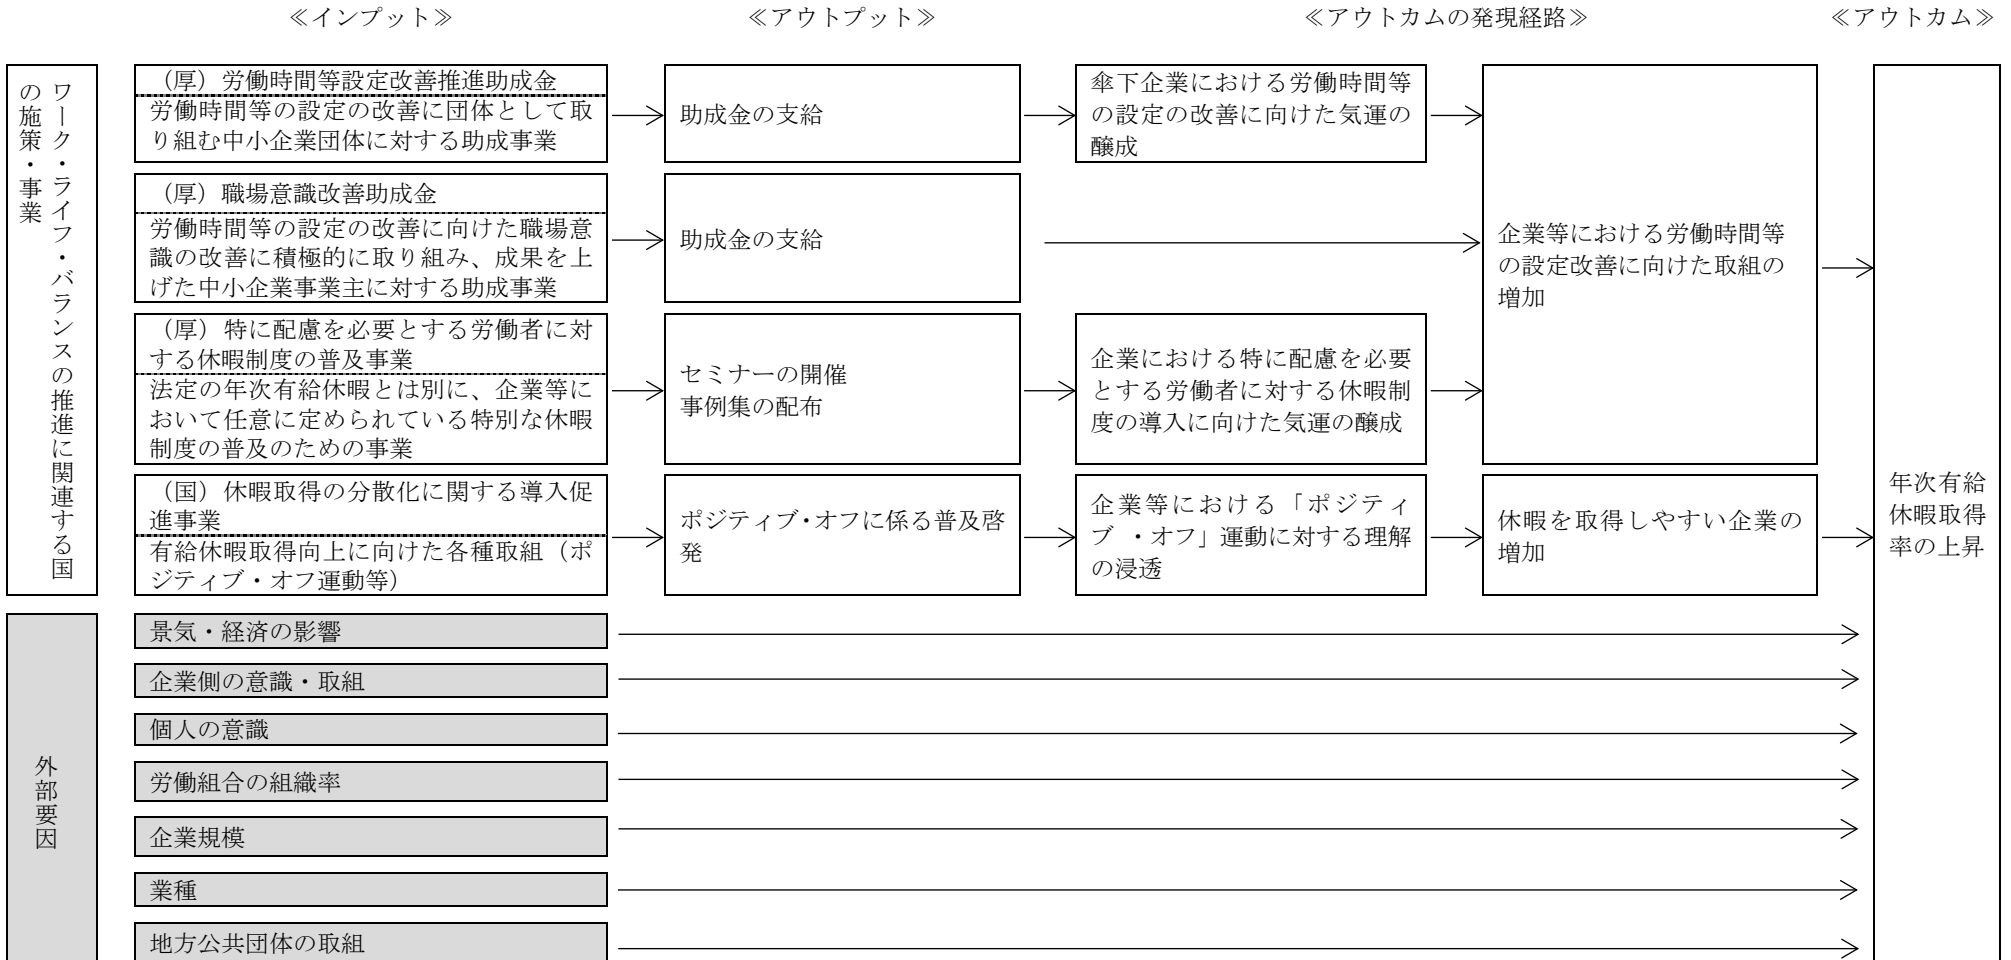 ≪インプット≫
≪アウトプット≫
≪アウトカムの発現経路≫
≪アウトカム≫
ワーク・ライフ・バランスの推進に関連する国
の施策・事業
（厚）労働時間等設定改善推進助成金
労働時間等の設定の改善に団体として取
り組む中小企業団体に対する助成事業
助成金の支給
傘下企業における労働時間等
の設定の改善に向けた気運の
醸成
（厚）職場意識改善助成金
労働時間等の設定の改善に向けた職場意
識の改善に積極的に取り組み、成果を上
げた中小企業事業主に対する助成事業
助成金の支給
企業等における労働時間等
の設定改善に向けた取組の
増加
（厚）特に配慮を必要とする労働者に対
する休暇制度の普及事業
法定の年次有給休暇とは別に、企業等に
おいて任意に定められている特別な休暇
制度の普及のための事業
セミナーの開催
事例集の配布
企業における特に配慮を必要
とする労働者に対する休暇制
度の導入に向けた気運の醸成
（国）休暇取得の分散化に関する導入促
進事業
有給休暇取得向上に向けた各種取組（ポ
ジティブ・オフ運動等）
ポジティブ・オフに係る普及啓
発
企業等における「ポジティ
ブ ・オフ」運動に対する理解
の浸透
休暇を取得しやすい企業の
増加
年次有給
休暇取得
率の上昇
外部要因
景気・経済の影響
企業側の意識・取組
個人の意識
労働組合の組織率
企業規模
業種
地方公共団体の取組